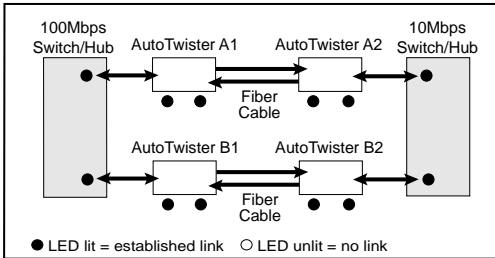 100Mbps
Switch/Hub
AutoTwister A1
AutoTwister A2
10Mbps
Switch/Hub
Fiber
Cable
AutoTwister B1
AutoTwister B2
Fiber
Cable
LED lit = established link
LED unlit = no link